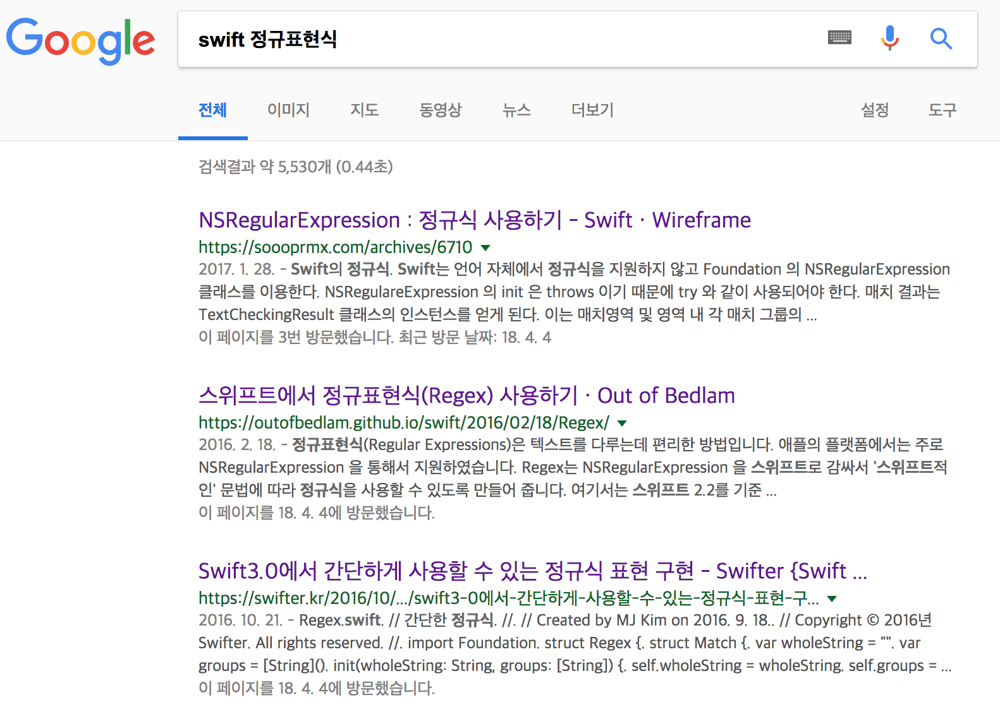 Google
swift 정규표현식
전체 이미지 지도 동영상 뉴스 더보기 설정 도구
검색결과 약 5,530개 (0.44초)
NSRegularExpression : 정규식 사용하기 - Swift · Wireframe
https://soooprmx.com/archives/6710
2017. 1. 28. - Swift의 정규식. Swift는 언어 자체에서 정규식을 지원하지 않고 Foundation 의 NSRegularExpression
클래스를 이용한다. NSRegulareExpression 의 init 은 throws 이기 때문에 try 와 같이 사용되어야 한다. 매치 결과는
TextCheckingResult 클래스의 인스턴스를 얻게 된다. 이는 매치영역 및 영역 내 각 매치 그룹의 ...
이 페이지를 3번 방문했습니다. 최근 방문 날짜: 18. 4. 4
스위프트에서 정규표현식(Regex) 사용하기 · Out of Bedlam
https://outofbedlam.github.io/swift/2016/02/18/Regex/
2016. 2. 18. - 정규표현식(Regular Expressions)은 텍스트를 다루는데 편리한 방법입니다. 애플의 플랫폼에서는 주로
NSRegularExpression 을 통해서 지원하였습니다. Regex는 NSRegularExpression 을 스위프트로 감싸서 '스위프트적
인' 문법에 따라 정규식을 사용할 수 있도록 만들어 줍니다. 여기서는 스위프트 2.2를 기준 ...
이 페이지를 18. 4. 4에 방문했습니다.
Swift3.0에서 간단하게 사용할 수 있는 정규식 표현 구현 - Swifter {Swift ...
https://swifter.kr/2016/10/.../swift3-0에서-간단하게-사용할-수-있는-정규식-표현-구...
2016. 10. 21. - Regex.swift. // 간단한 정규식. //. // Created by MJ Kim on 2016. 9. 18.. // Copyright © 2016년
Swifter. All rights reserved. //. import Foundation. struct Regex {. struct Match {. var wholeString = "". var
groups = [String](). init(wholeString: String, groups: [String]) {. self.wholeString = wholeString. self.groups = ...
이 페이지를 18. 4. 4에 방문했습니다.